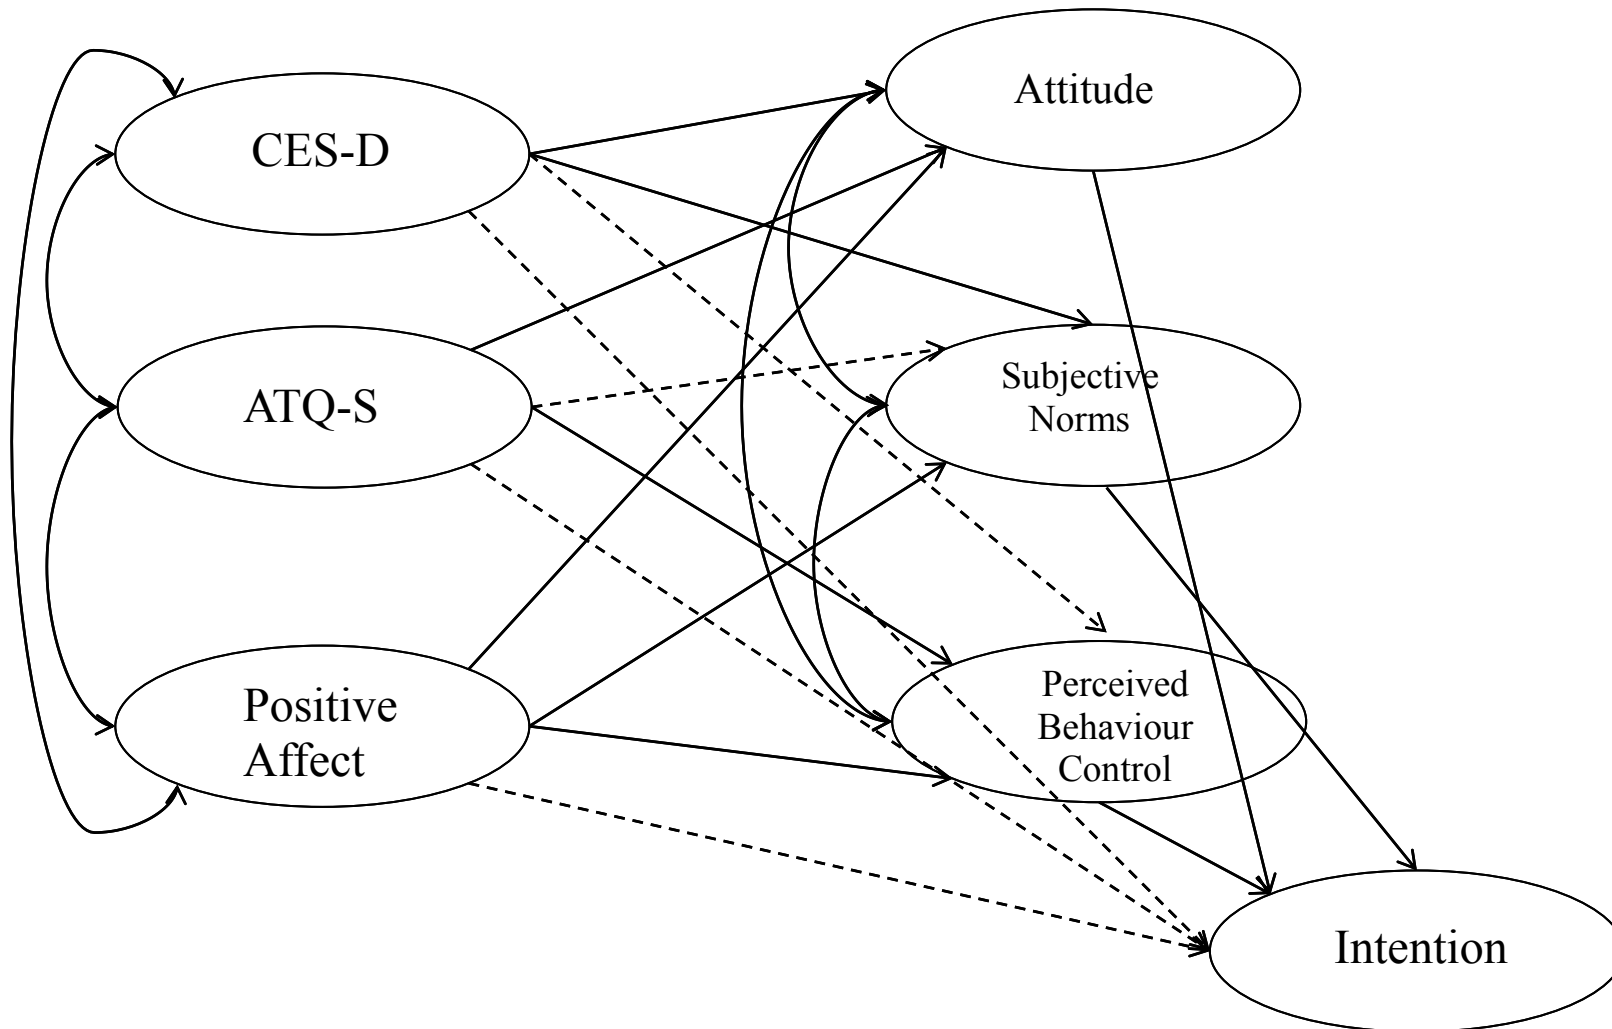 CES-D
ATQ-S
Positive
Affect
Attitude
Subjective
Norms
Perceived
Behaviour
Control
Intention